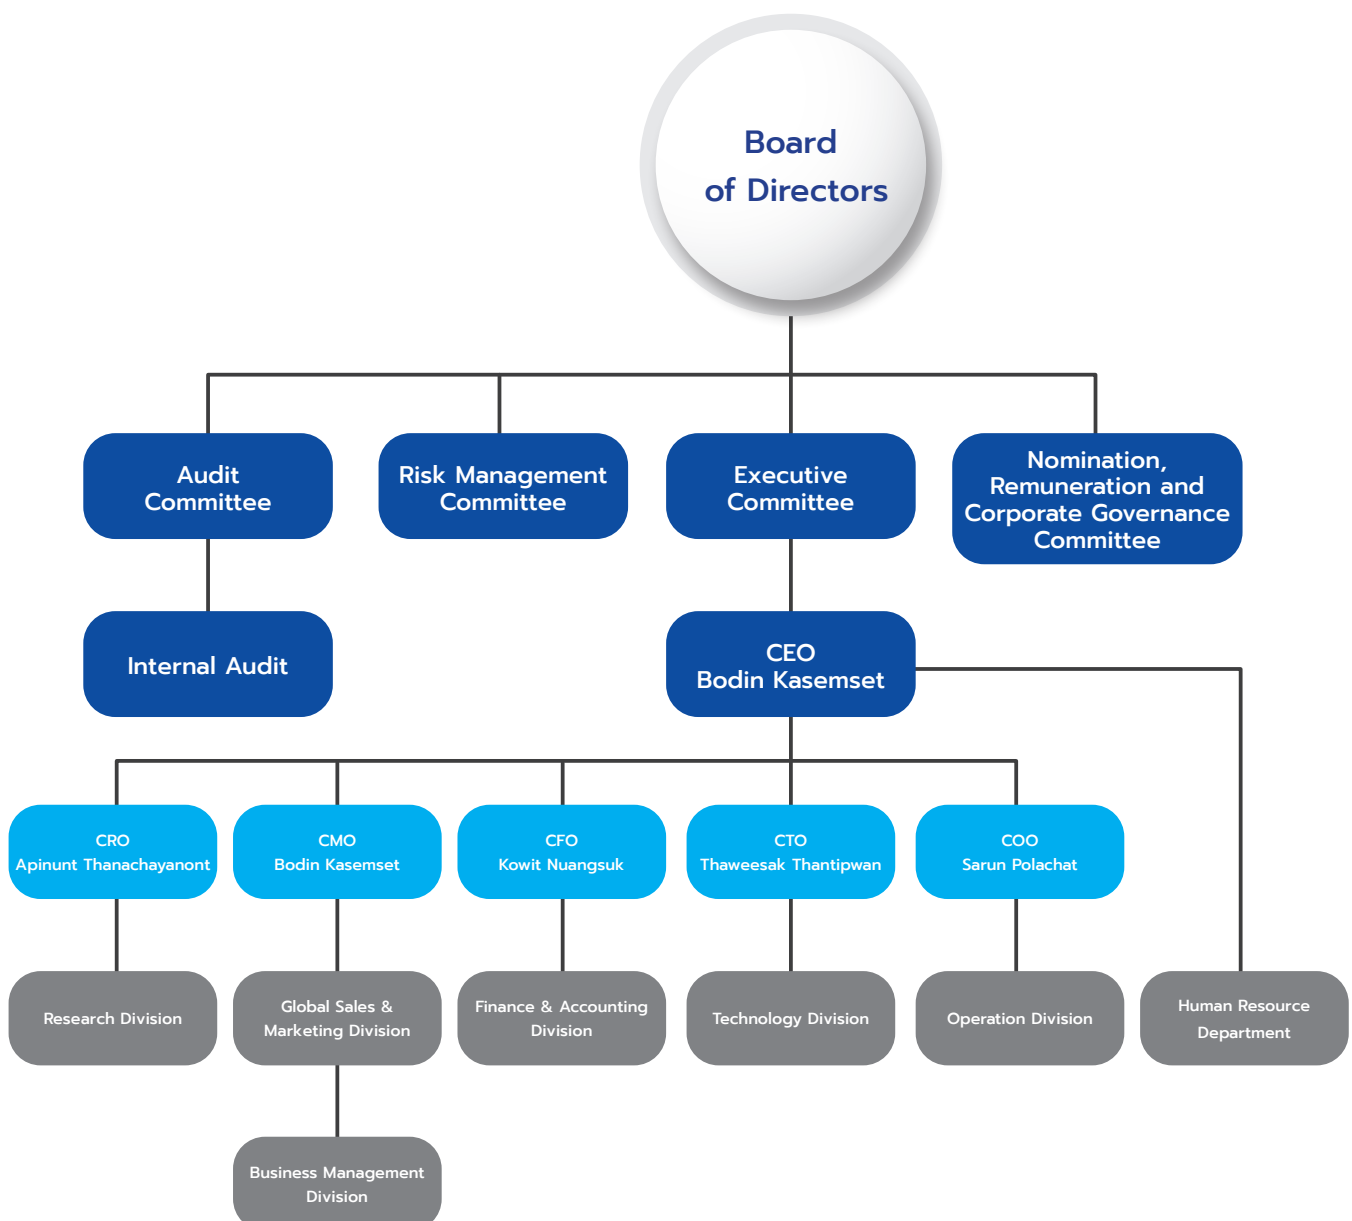 Board
of Directors
Audit
Committee
Risk Management
Committee
Executive
Committee
Nomination,
Remuneration and
Corporate Governance
Committee
Internal Audit
CEO
Bodin Kasemset
CRO
Apinunt Thanachayanont
CMO
Bodin Kasemset
CFO
Kowit Nuangsuk
CTO
Thaweesak Thantipwan
COO
Sarun Polachat
Research Division
Global Sales &
Marketing Division
Finance & Accounting
Division
Technology Division
Operation Division
Human Resource
Department
Business Management
Division